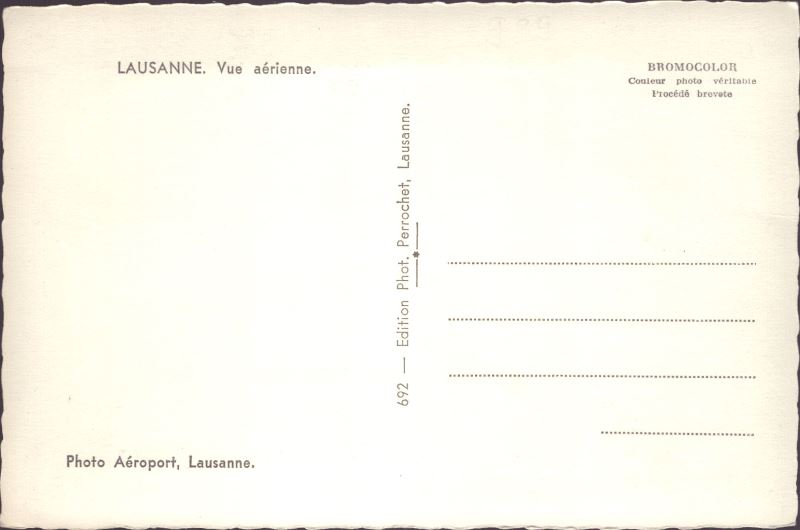 LAUSANNE. Vue aérienne.
BROMOCOLOR
Couleur photo véritable
Procédé breveté
692 — Edition Phot. Perrochet, Lausanne.
Photo Aéroport, Lausanne.